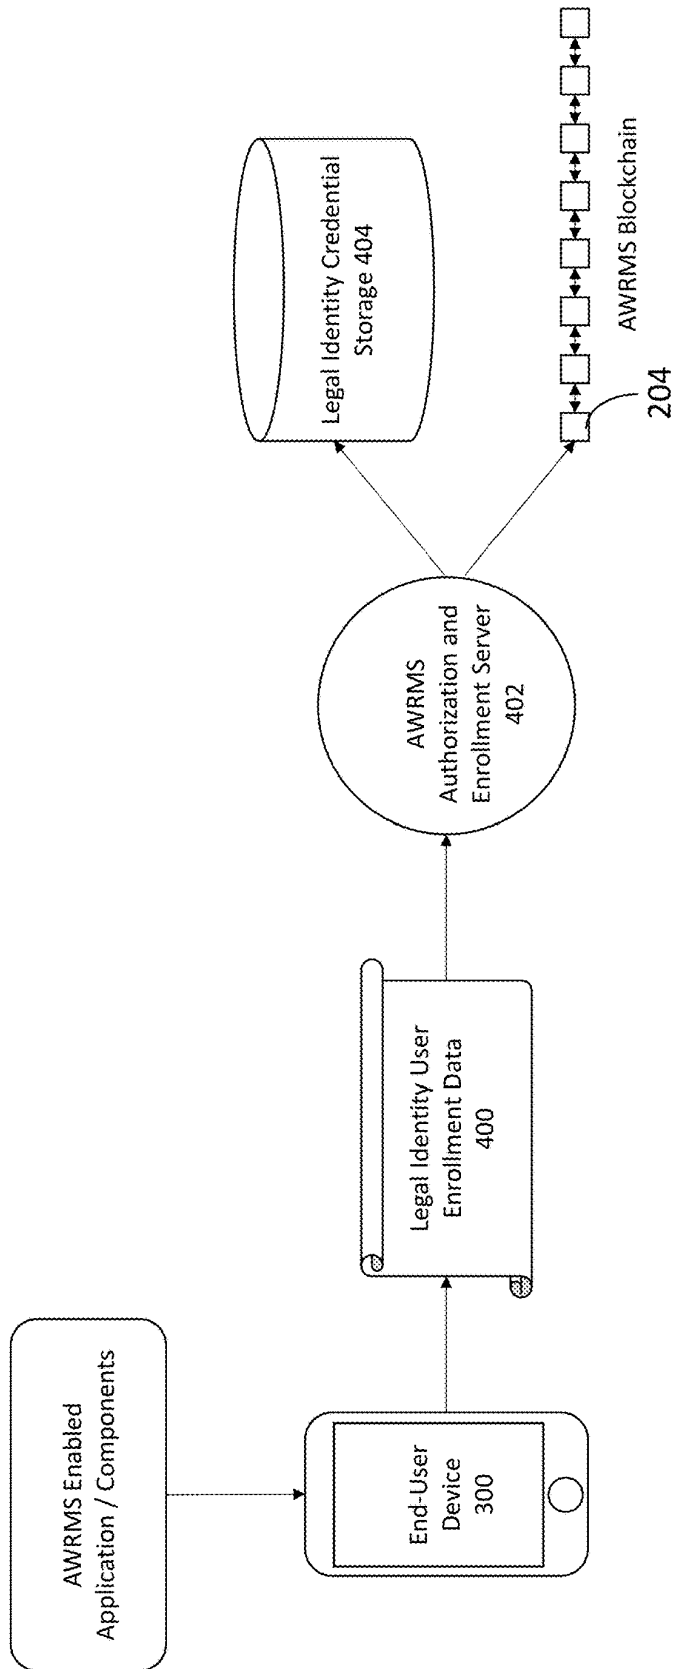 AWRMS Enabled
Application / Components
End-User
Device
300
Legal Identity User
Enrollment Data
400
AWRMS
Authorization and
Enrollment Server
402
Legal Identity Credential
Storage 404
AWRMS Blockchain
204